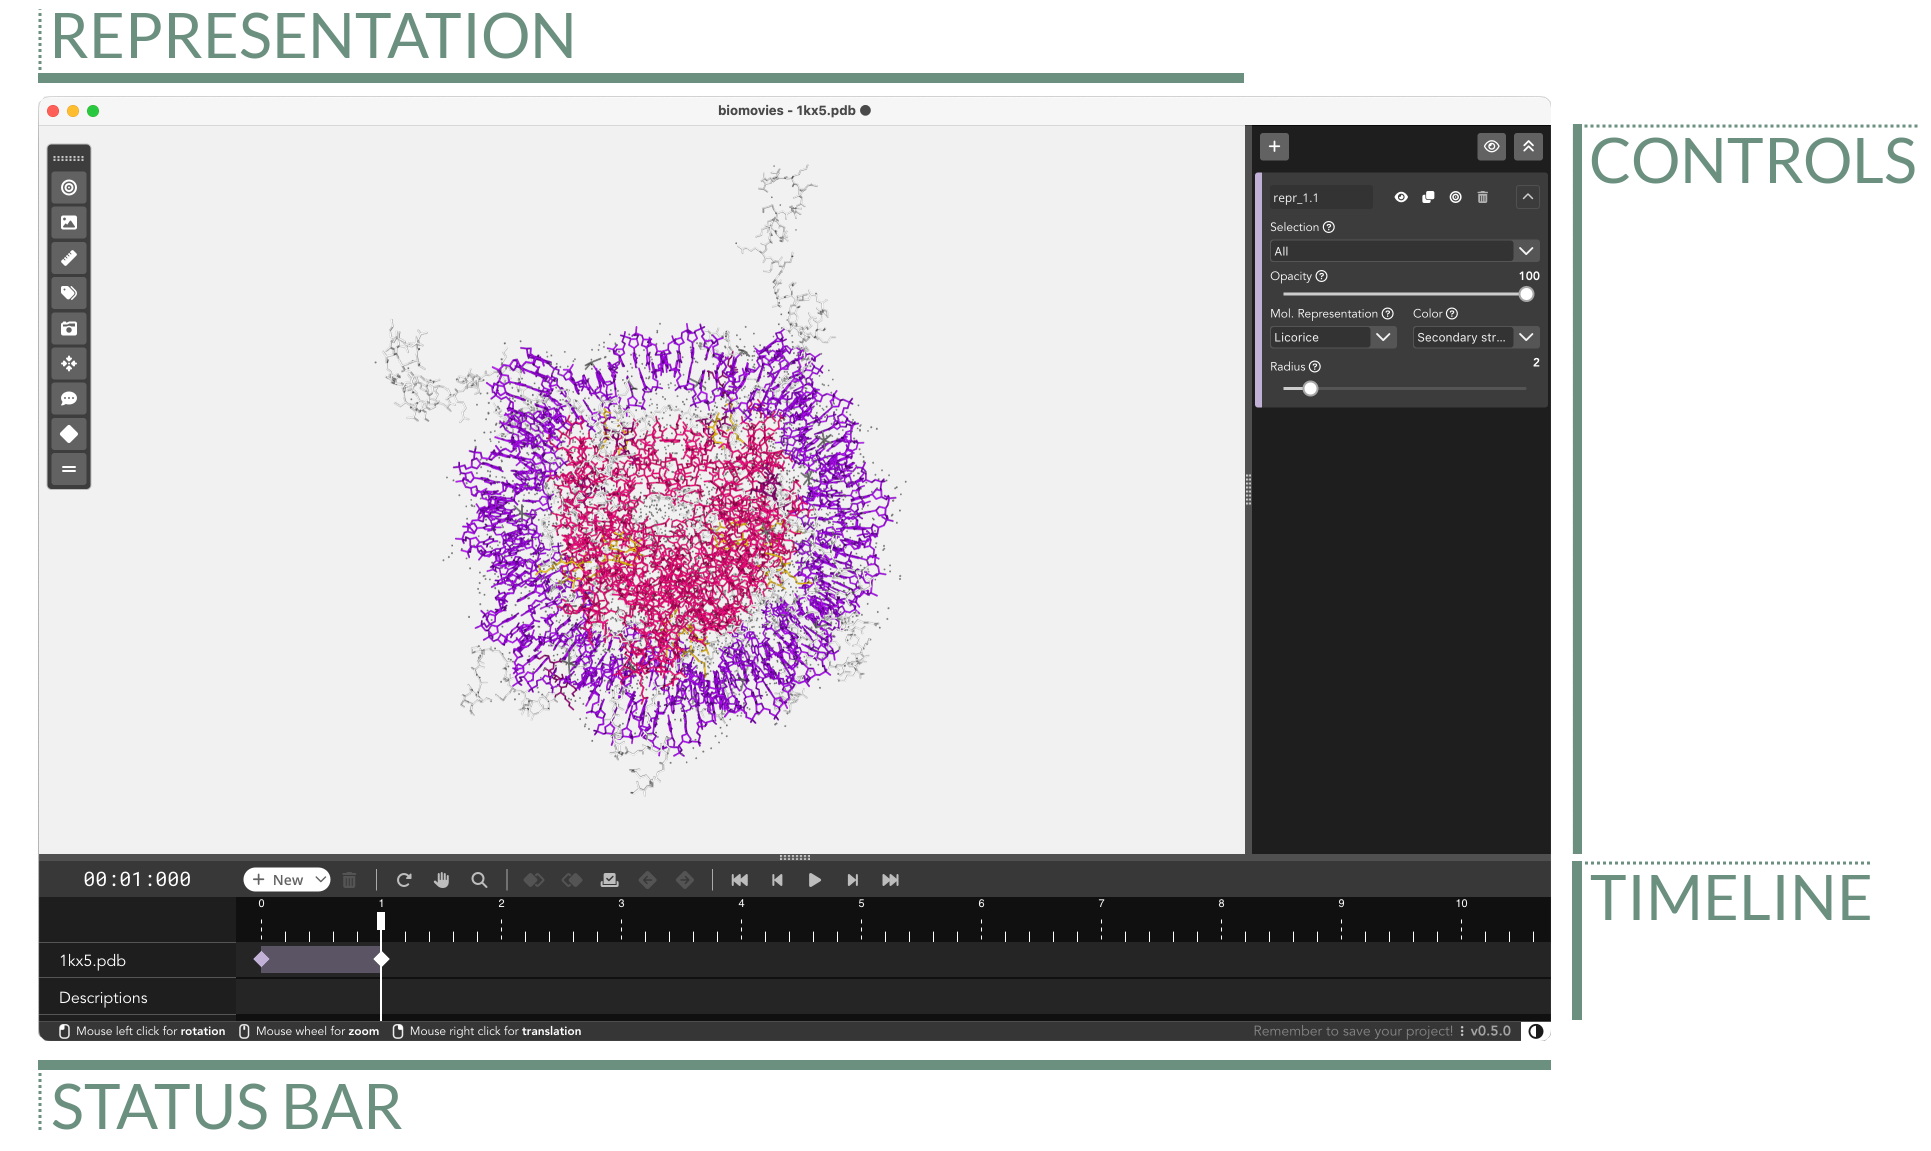 REPRESENTATION
biomovies - 1kx5.pdb
CONTROLS
repr_1.1
Selection
All
Opacity 100
Mol. Representation Color
Licorice Secondary str...
Radius 2
TIMELINE
00:01:000 New
0 1 2 3 4 5 6 7 8 9 10
1kx5.pdb
Descriptions
Mouse left click for rotation Mouse wheel for zoom Mouse right click for translation Remember to save your project! v0.5.0
STATUS BAR